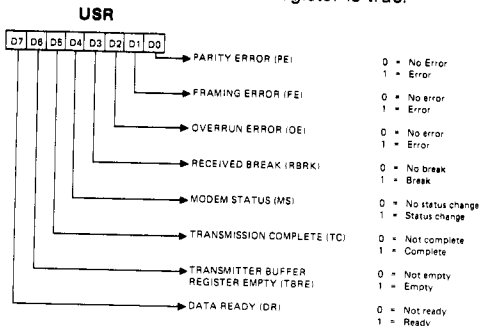 register is true.
USR
D7 D6 D5 D4 D3 D2 D1 D0
PARITY ERROR (PE) 0 = No Error
1 = Error
FRAMING ERROR (FE) 0 = No error
1 = Error
OVERRUN ERROR (OE) 0 = No error
1 = Error
RECEIVED BREAK (RBRK) 0 = No break
1 = Break
MODEM STATUS (MS) 0 = No status change
1 = Status change
TRANSMISSION COMPLETE (TC) 0 = Not complete
1 = Complete
TRANSMITTER BUFFER 0 = Not empty
REGISTER EMPTY (TBRE) 1 = Empty
DATA READY (DR) 0 = Not ready
1 = Ready